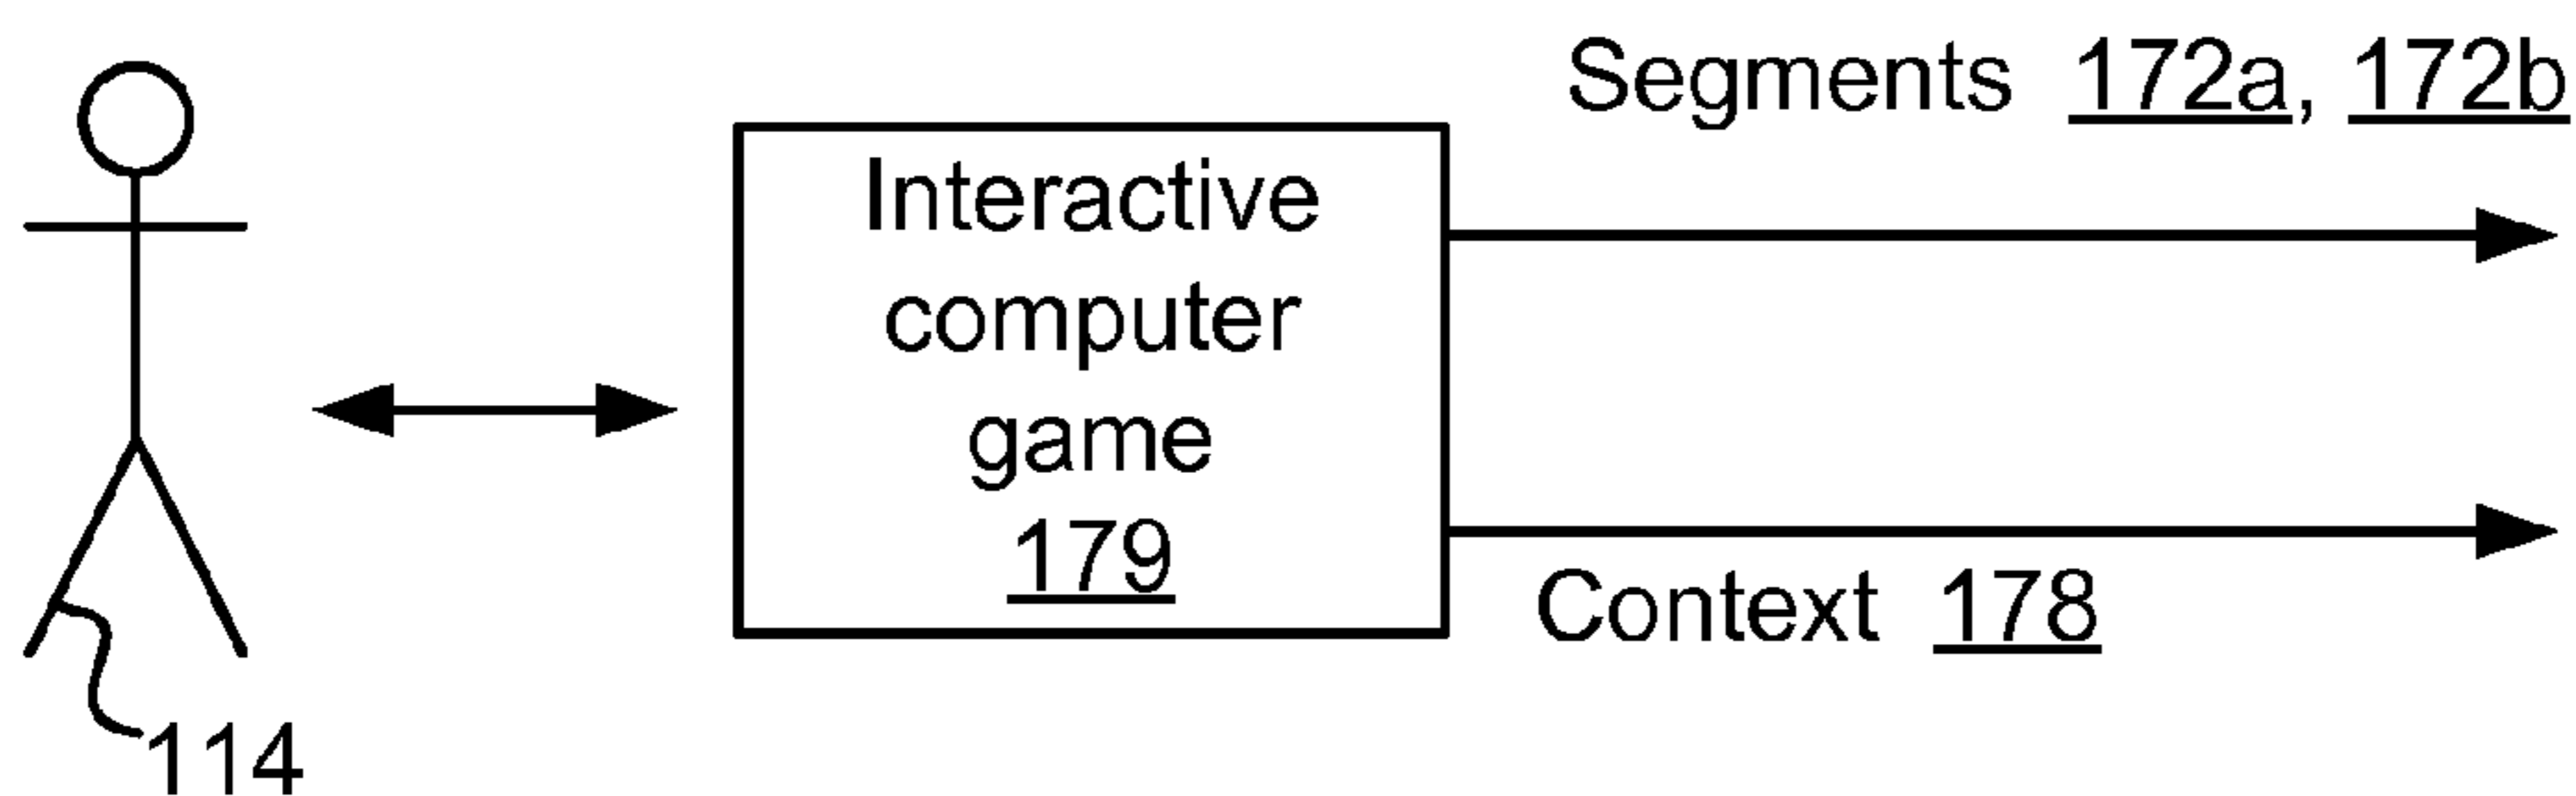 Segments 172a, 172b
Interactive
computer
game
179
Context 178
114